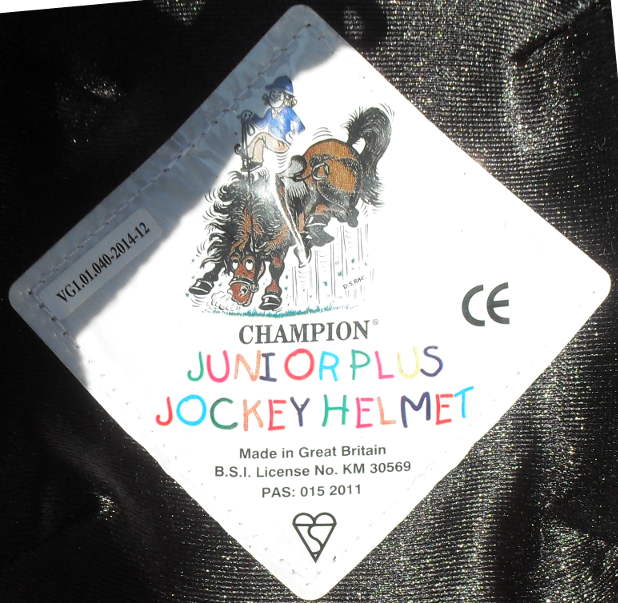 VG1.01.040-2014-12
CHAMPION®
JUNIOR PLUS
JOCKEY HELMET
CE
Made in Great Britain
B.S.I. License No. KM 30569
PAS: 015 2011